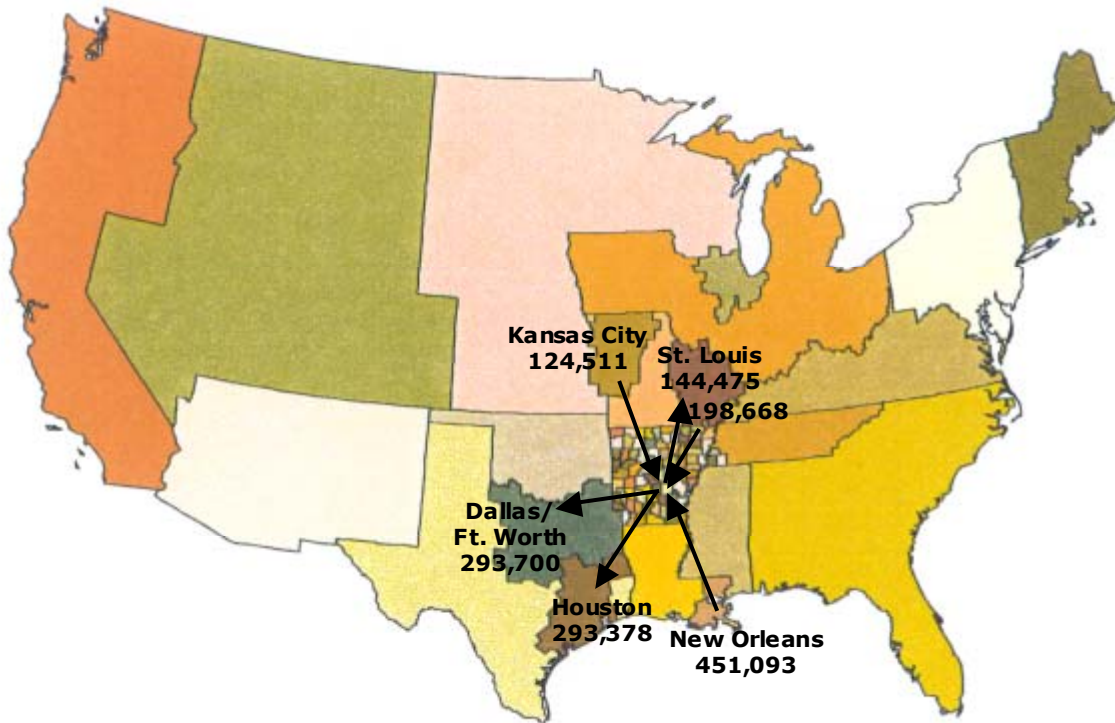 Kansas City
124,511
St. Louis
144,475
198,668
Dallas/
Ft. Worth
293,700
Houston
293,378
New Orleans
451,093